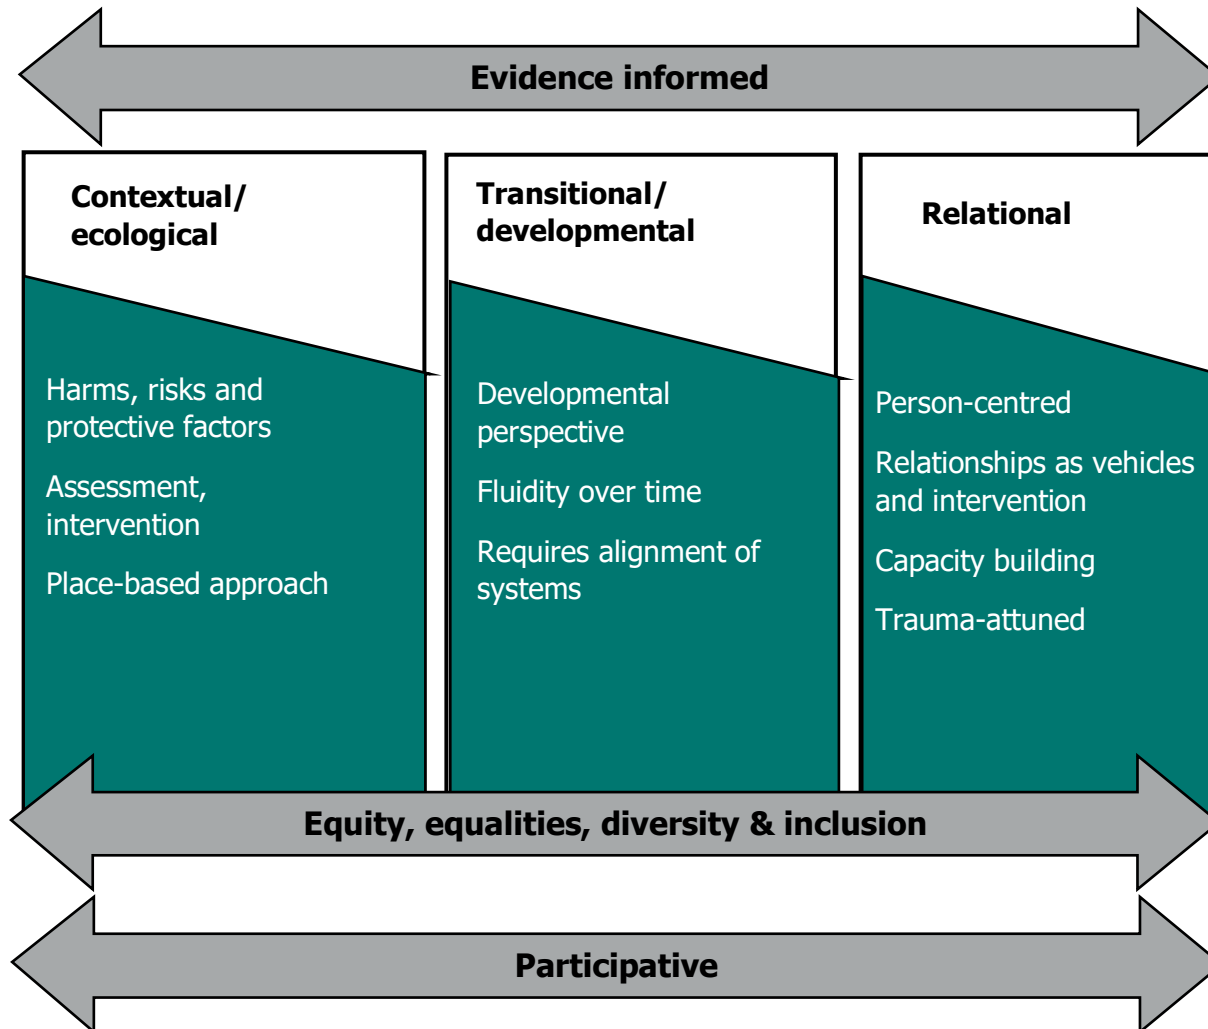 Evidence informed
Contextual/
ecological
Harms, risks and
protective factors
Assessment,
intervention
Place-based approach
Transitional/
developmental
Developmental
perspective
Fluidity over time
Requires alignment of
systems
Relational
Person-centred
Relationships as vehicles
and intervention
Capacity building
Trauma-attuned
Equity, equalities, diversity & inclusion
Participative